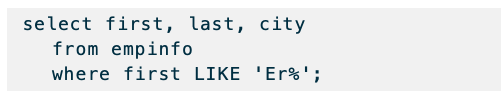 select first, last, city
from empinfo
where first LIKE 'Er%';